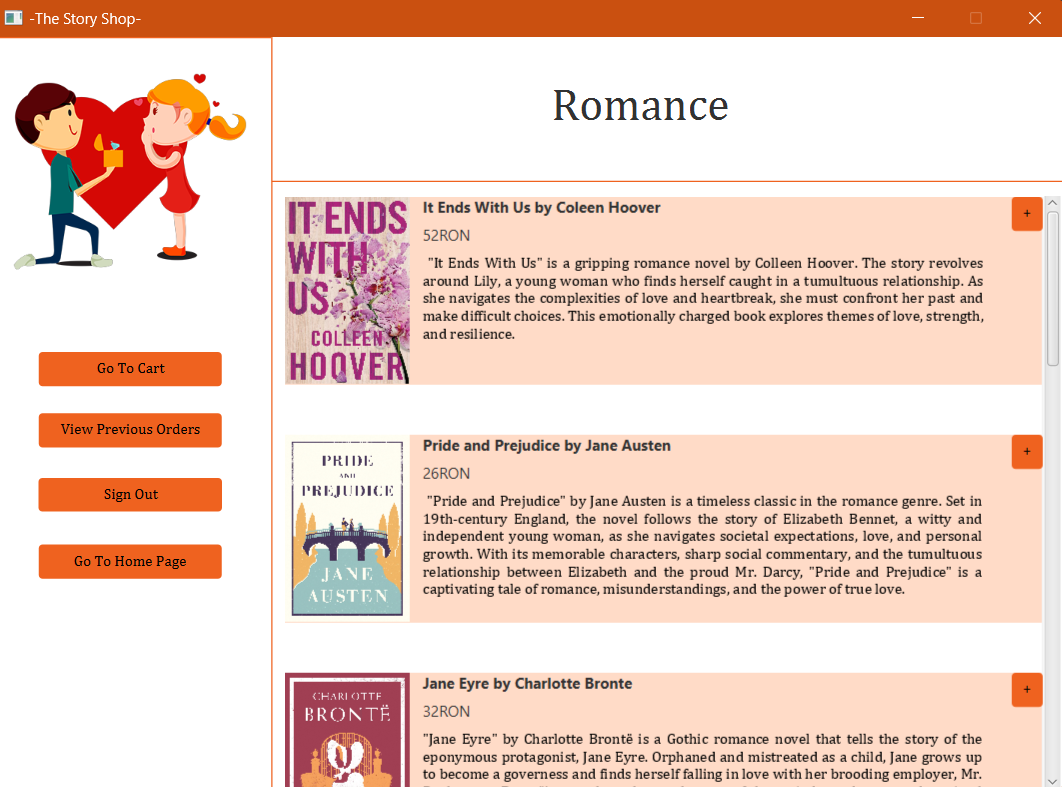 -The Story Shop-
Romance
Go To Cart
View Previous Orders
Sign Out
Go To Home Page
IT ENDS
WITH
US
COLLEEN
HOOVER
It Ends With Us by Coleen Hoover
+
52RON
"It Ends With Us" is a gripping romance novel by Colleen Hoover. The story revolves
around Lily, a young woman who finds herself caught in a tumultuous relationship. As
she navigates the complexities of love and heartbreak, she must confront her past and
make difficult choices. This emotionally charged book explores themes of love, strength,
and resilience.
PRIDE
AND
PREJUDICE
JANE
AUSTEN
Pride and Prejudice by Jane Austen
+
26RON
"Pride and Prejudice" by Jane Austen is a timeless classic in the romance genre. Set in
19th-century England, the novel follows the story of Elizabeth Bennet, a witty and
independent young woman, as she navigates societal expectations, love, and personal
growth. With its memorable characters, sharp social commentary, and the tumultuous
relationship between Elizabeth and the proud Mr. Darcy, "Pride and Prejudice" is a
captivating tale of romance, misunderstandings, and the power of true love.
CHARLOTTE
BRONTË
Jane Eyre by Charlotte Bronte
+
32RON
"Jane Eyre" by Charlotte Brontë is a Gothic romance novel that tells the story of the
eponymous protagonist, Jane Eyre. Orphaned and mistreated as a child, Jane grows up
to become a governess and finds herself falling in love with her brooding employer, Mr.